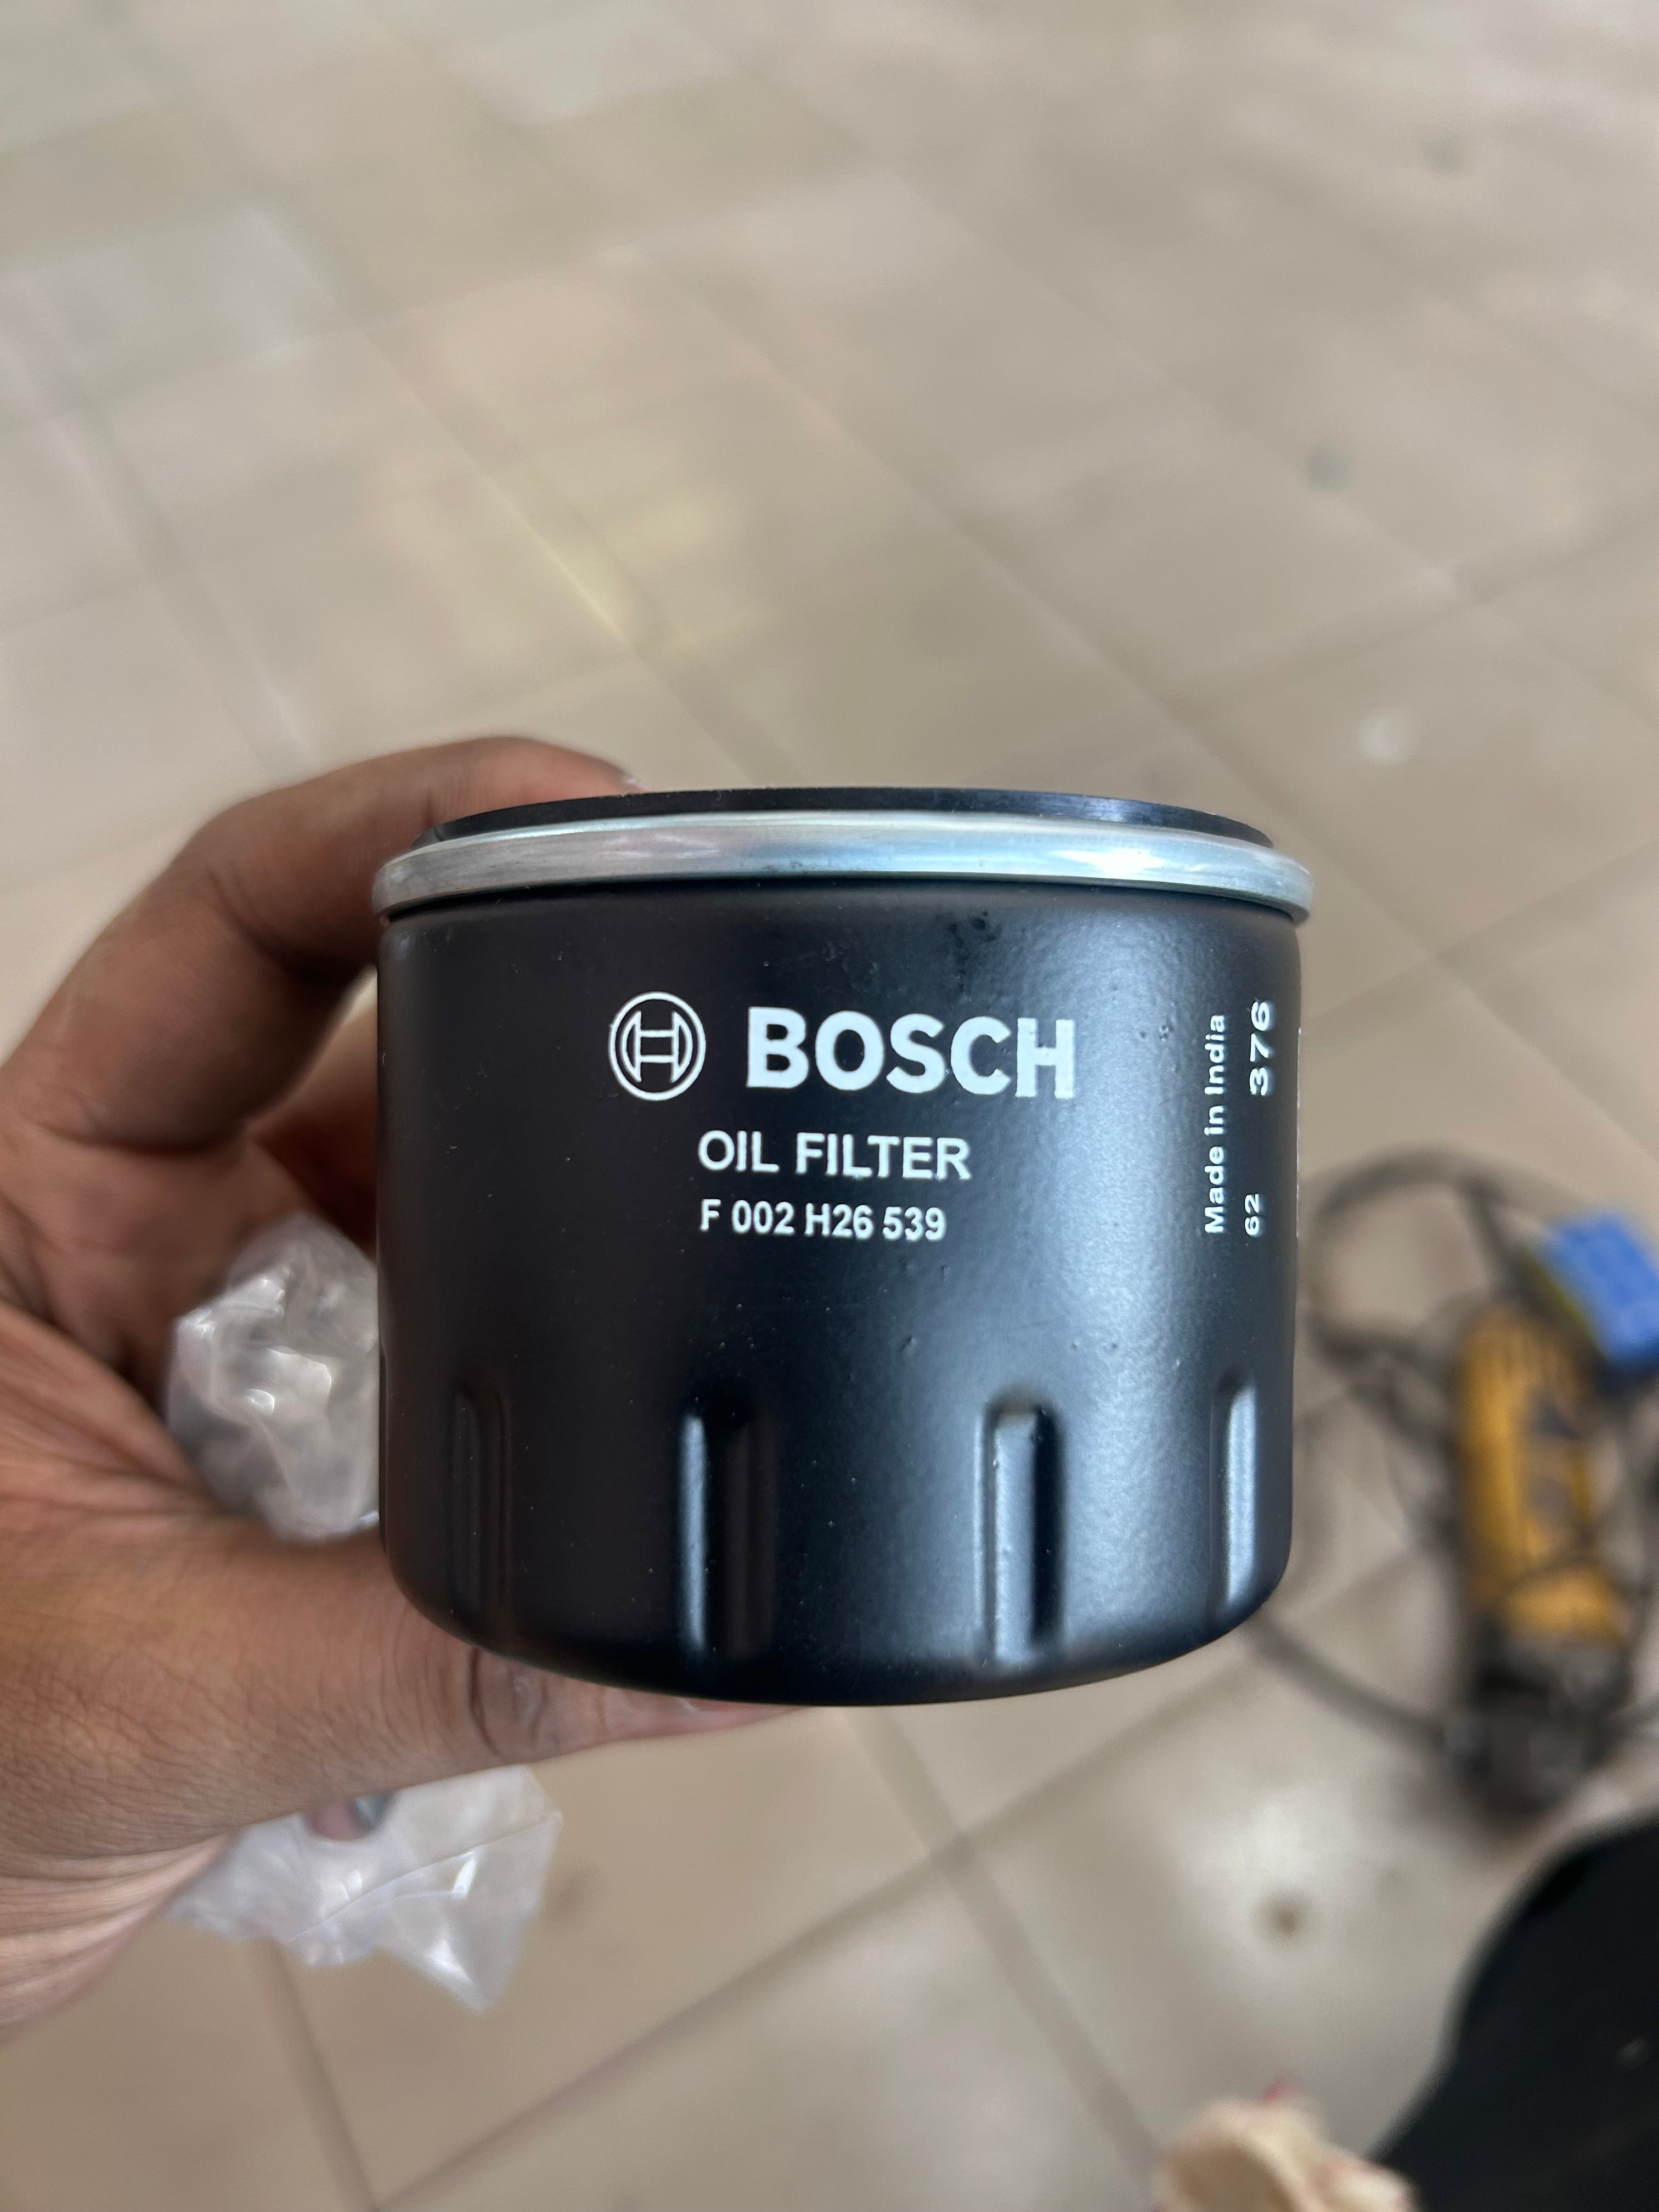 BOSCH
OIL FILTER
F 002 H26 539
Made in India
62 376